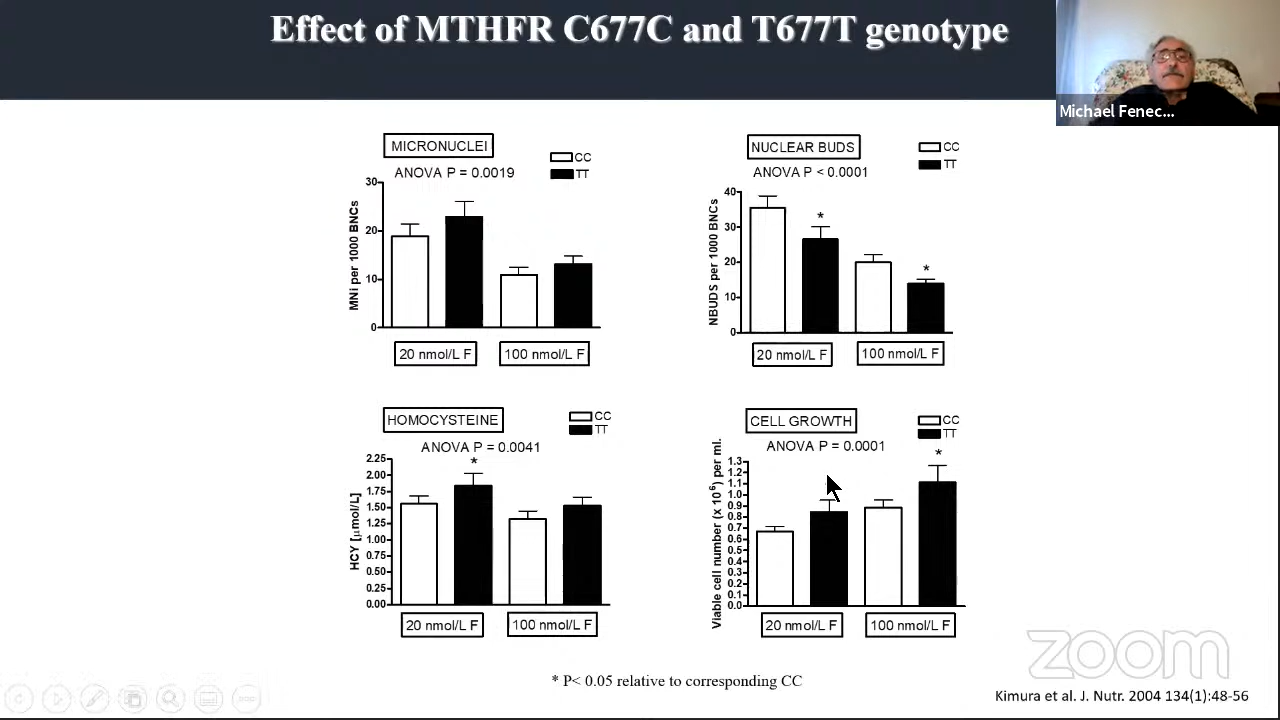 Effect of MTHFR C677C and T677T genotype
Michael Fenec...
MICRONUCLEI
CC
TT
ANOVA P = 0.0019
MNi per 1000 BNCs
30
20
10
0
20 nmol/L F
100 nmol/L F
NUCLEAR BUDS
CC
TT
ANOVA P < 0.0001
NBUDS per 1000 BNCs
40
30
20
10
0
*
*
20 nmol/L F
100 nmol/L F
HOMOCYSTEINE
CC
TT
ANOVA P = 0.0041
HCY [μmol/L]
2.25
2.00
1.75
1.50
1.25
1.00
0.75
0.50
0.25
0.00
*
20 nmol/L F
100 nmol/L F
CELL GROWTH
CC
TT
ANOVA P = 0.0001
Viable cell number (x 10⁶) per ml.
1.3
1.2
1.1
1.0
0.9
0.8
0.7
0.6
0.5
0.4
0.3
0.2
0.1
0.0
*
20 nmol/L F
100 nmol/L F
zoom
* P< 0.05 relative to corresponding CC
Kimura et al. J. Nutr. 2004 134(1):48-56